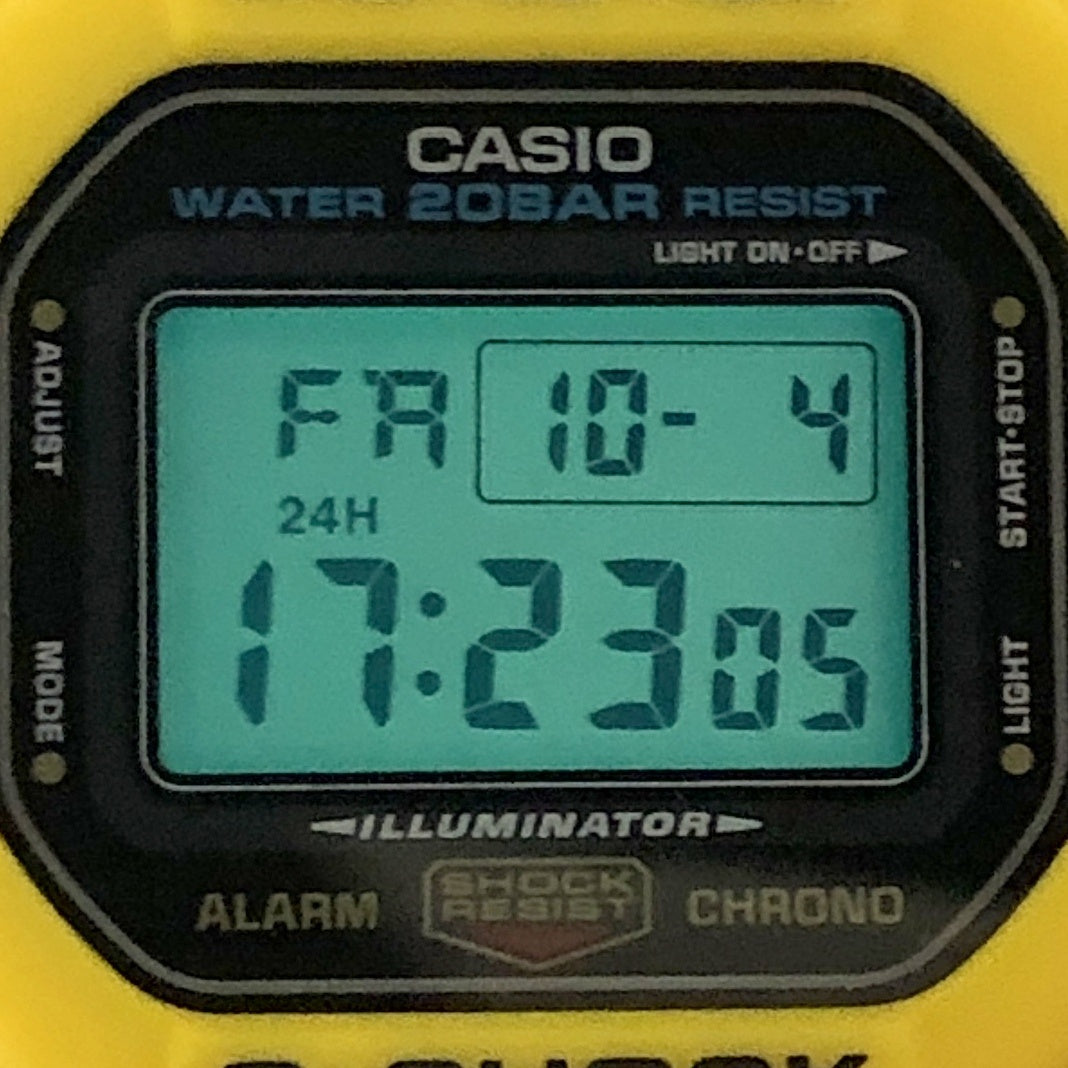 CASIO
WATER 20BAR RESIST
LIGHT ON·OFF
ADJUST
START·STOP
FR 10- 4
24H
17:23 05
MODE
LIGHT
ILLUMINATOR
ALARM
SHOCK
RESIST
CHRONO
G-SHOCK